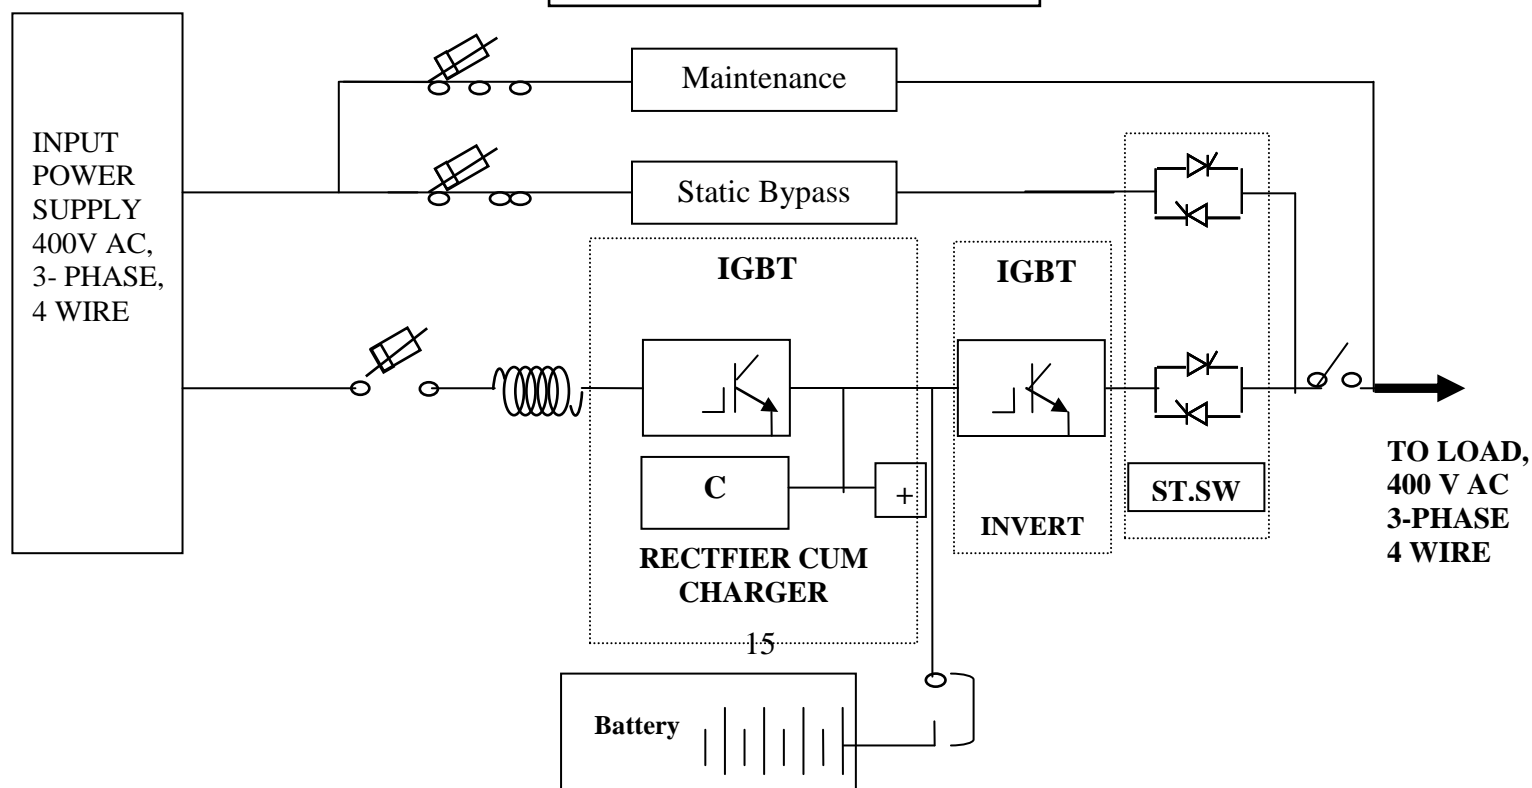 Maintenance
INPUT
POWER
SUPPLY
400V AC,
3- PHASE,
4 WIRE
Static Bypass
IGBT
IGBT
C
+
ST.SW
INVERT
RECTFIER CUM
CHARGER
TO LOAD,
400 V AC
3-PHASE
4 WIRE
15
Battery